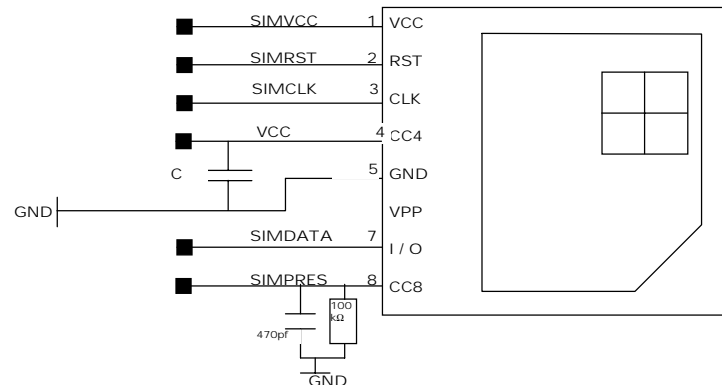 SIMVCC 1 VCC
SIMRST 2 RST
SIMCLK 3 CLK
VCC 4 CC4
C
5 GND
GND
VPP
SIMDATA 7 I / O
SIMPRES 8 CC8
100
kΩ
470pf
GND